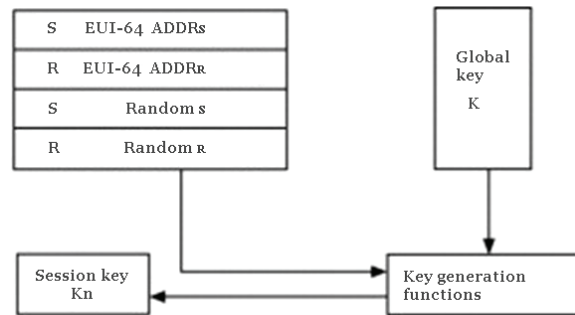 S EUI-64 ADDRs
R EUI-64 ADDRR
S Random s
R Random R
Global
key
K
Session key
Kn
Key generation
functions